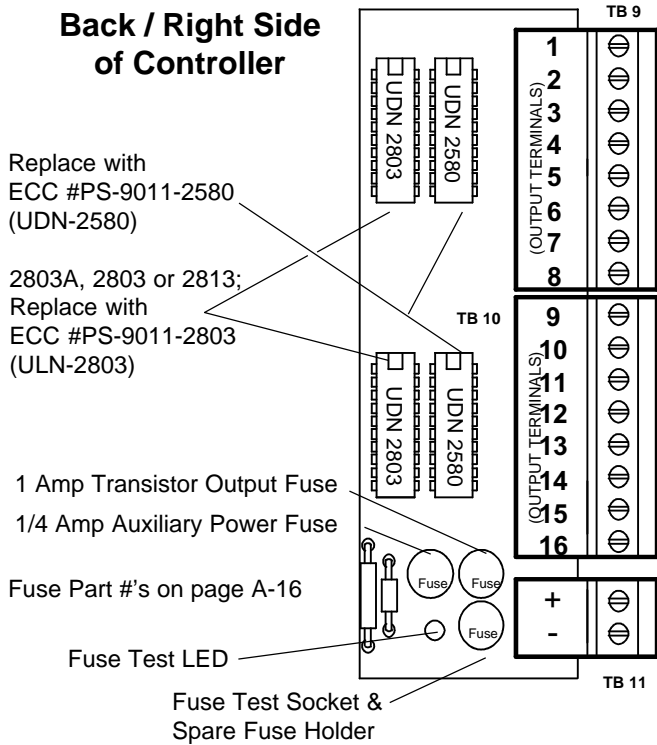 Back / Right Side
of Controller
TB 9
1
2
3
4
5
6
7
8
(OUTPUT TERMINALS)
UDN 2803
UDN 2580
Replace with
ECC #PS-9011-2580
(UDN-2580)
2803A, 2803 or 2813;
Replace with
ECC #PS-9011-2803
(ULN-2803)
TB 10
9
10
11
12
13
14
15
16
(OUTPUT TERMINALS)
UDN 2803
UDN 2580
1 Amp Transistor Output Fuse
1/4 Amp Auxiliary Power Fuse
Fuse
Fuse
Fuse Part #'s on page A-16
+
-
Fuse
Fuse Test LED
TB 11
Fuse Test Socket &
Spare Fuse Holder